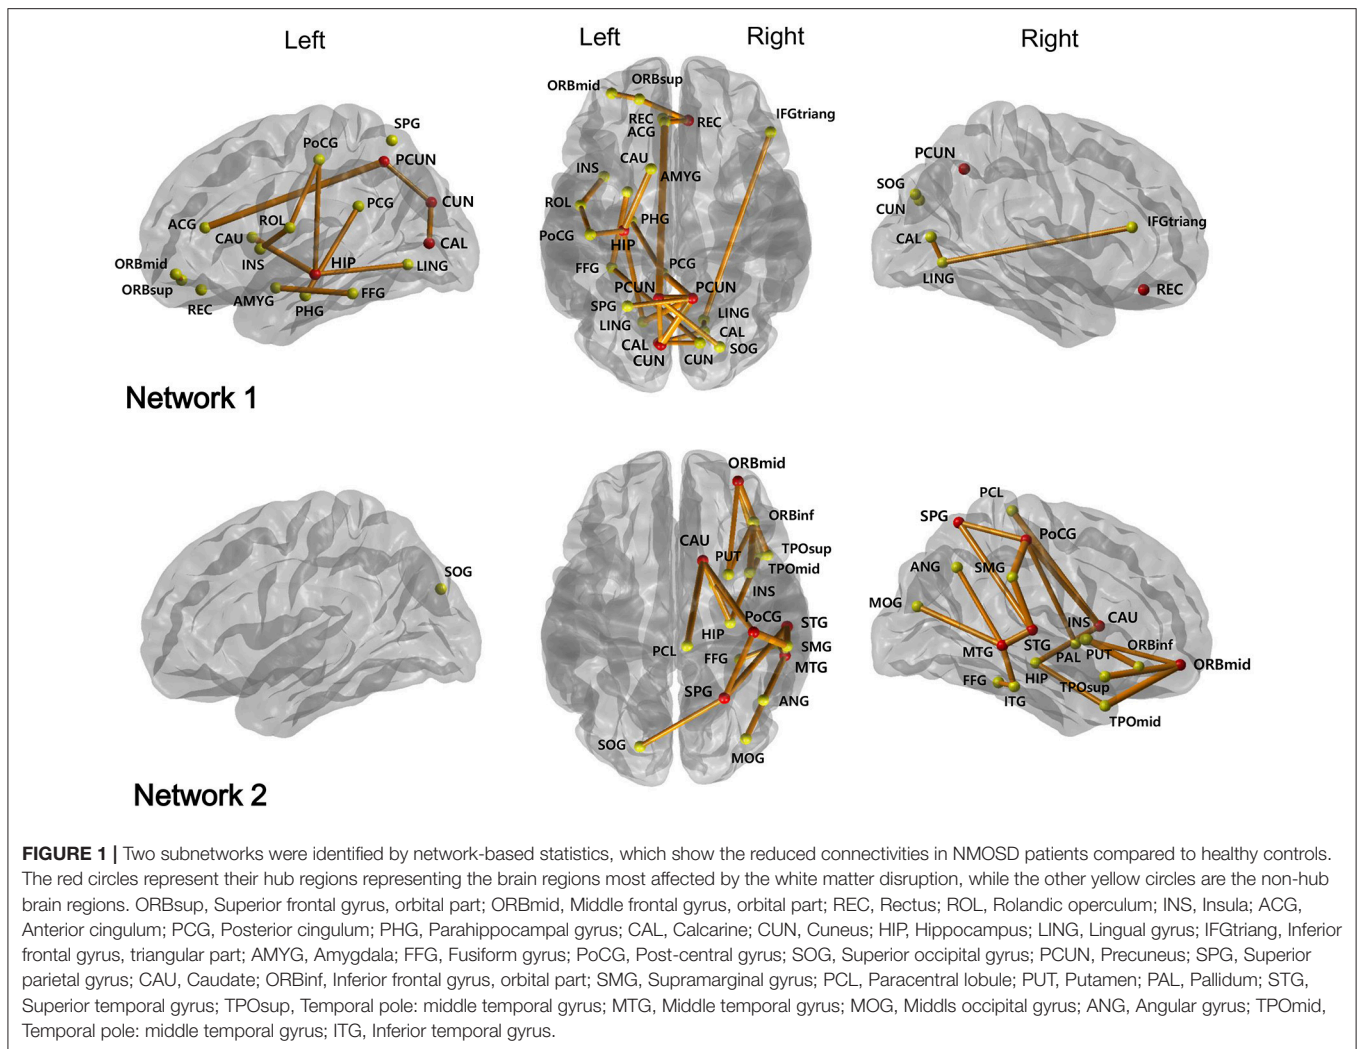 Left
Left
Right
Right
SPG
PoCG
PCUN
PCG
CUN
ACG
ROL
CAU
CAL
INS
HIP
LING
ORBmid
ORBsup
AMYG
FFG
REC
PHG
ORBmid
ORBsup
REC
ACG
REC
IFGtriang
INS
CAU
AMYG
ROL
PHG
PoCG
HIP
FFG
PCG
PCUN
PCUN
SPG
LING
LING
CAL
CAL
SOG
CUN
CUN
PCUN
SOG
CUN
IFGtriang
CAL
LING
REC
Network 1
SOG
ORBmid
ORBinf
CAU
PUT
TPOsup
TPOmid
INS
PoCG
STG
HIP
SMG
PCL
FFG
MTG
SPG
ANG
SOG
MOG
PCL
SPG
PoCG
ANG
SMG
MOG
INS
CAU
STG
MTG
PAL
PUT
ORBinf
ORBmid
FFG
HIP
TPOsup
ITG
TPOmid
Network 2
FIGURE 1 | Two subnetworks were identified by network-based statistics, which show the reduced connectivities in NMOSD patients compared to healthy controls.
The red circles represent their hub regions representing the brain regions most affected by the white matter disruption, while the other yellow circles are the non-hub
brain regions. ORBsup, Superior frontal gyrus, orbital part; ORBmid, Middle frontal gyrus, orbital part; REC, Rectus; ROL, Rolandic operculum; INS, Insula; ACG,
Anterior cingulum; PCG, Posterior cingulum; PHG, Parahippocampal gyrus; CAL, Calcarine; CUN, Cuneus; HIP, Hippocampus; LING, Lingual gyrus; IFGtriang, Inferior
frontal gyrus, triangular part; AMYG, Amygdala; FFG, Fusiform gyrus; PoCG, Post-central gyrus; SOG, Superior occipital gyrus; PCUN, Precuneus; SPG, Superior
parietal gyrus; CAU, Caudate; ORBinf, Inferior frontal gyrus, orbital part; SMG, Supramarginal gyrus; PCL, Paracentral lobule; PUT, Putamen; PAL, Pallidum; STG,
Superior temporal gyrus; TPOsup, Temporal pole: middle temporal gyrus; MTG, Middle temporal gyrus; MOG, Middls occipital gyrus; ANG, Angular gyrus; TPOmid,
Temporal pole: middle temporal gyrus; ITG, Inferior temporal gyrus.